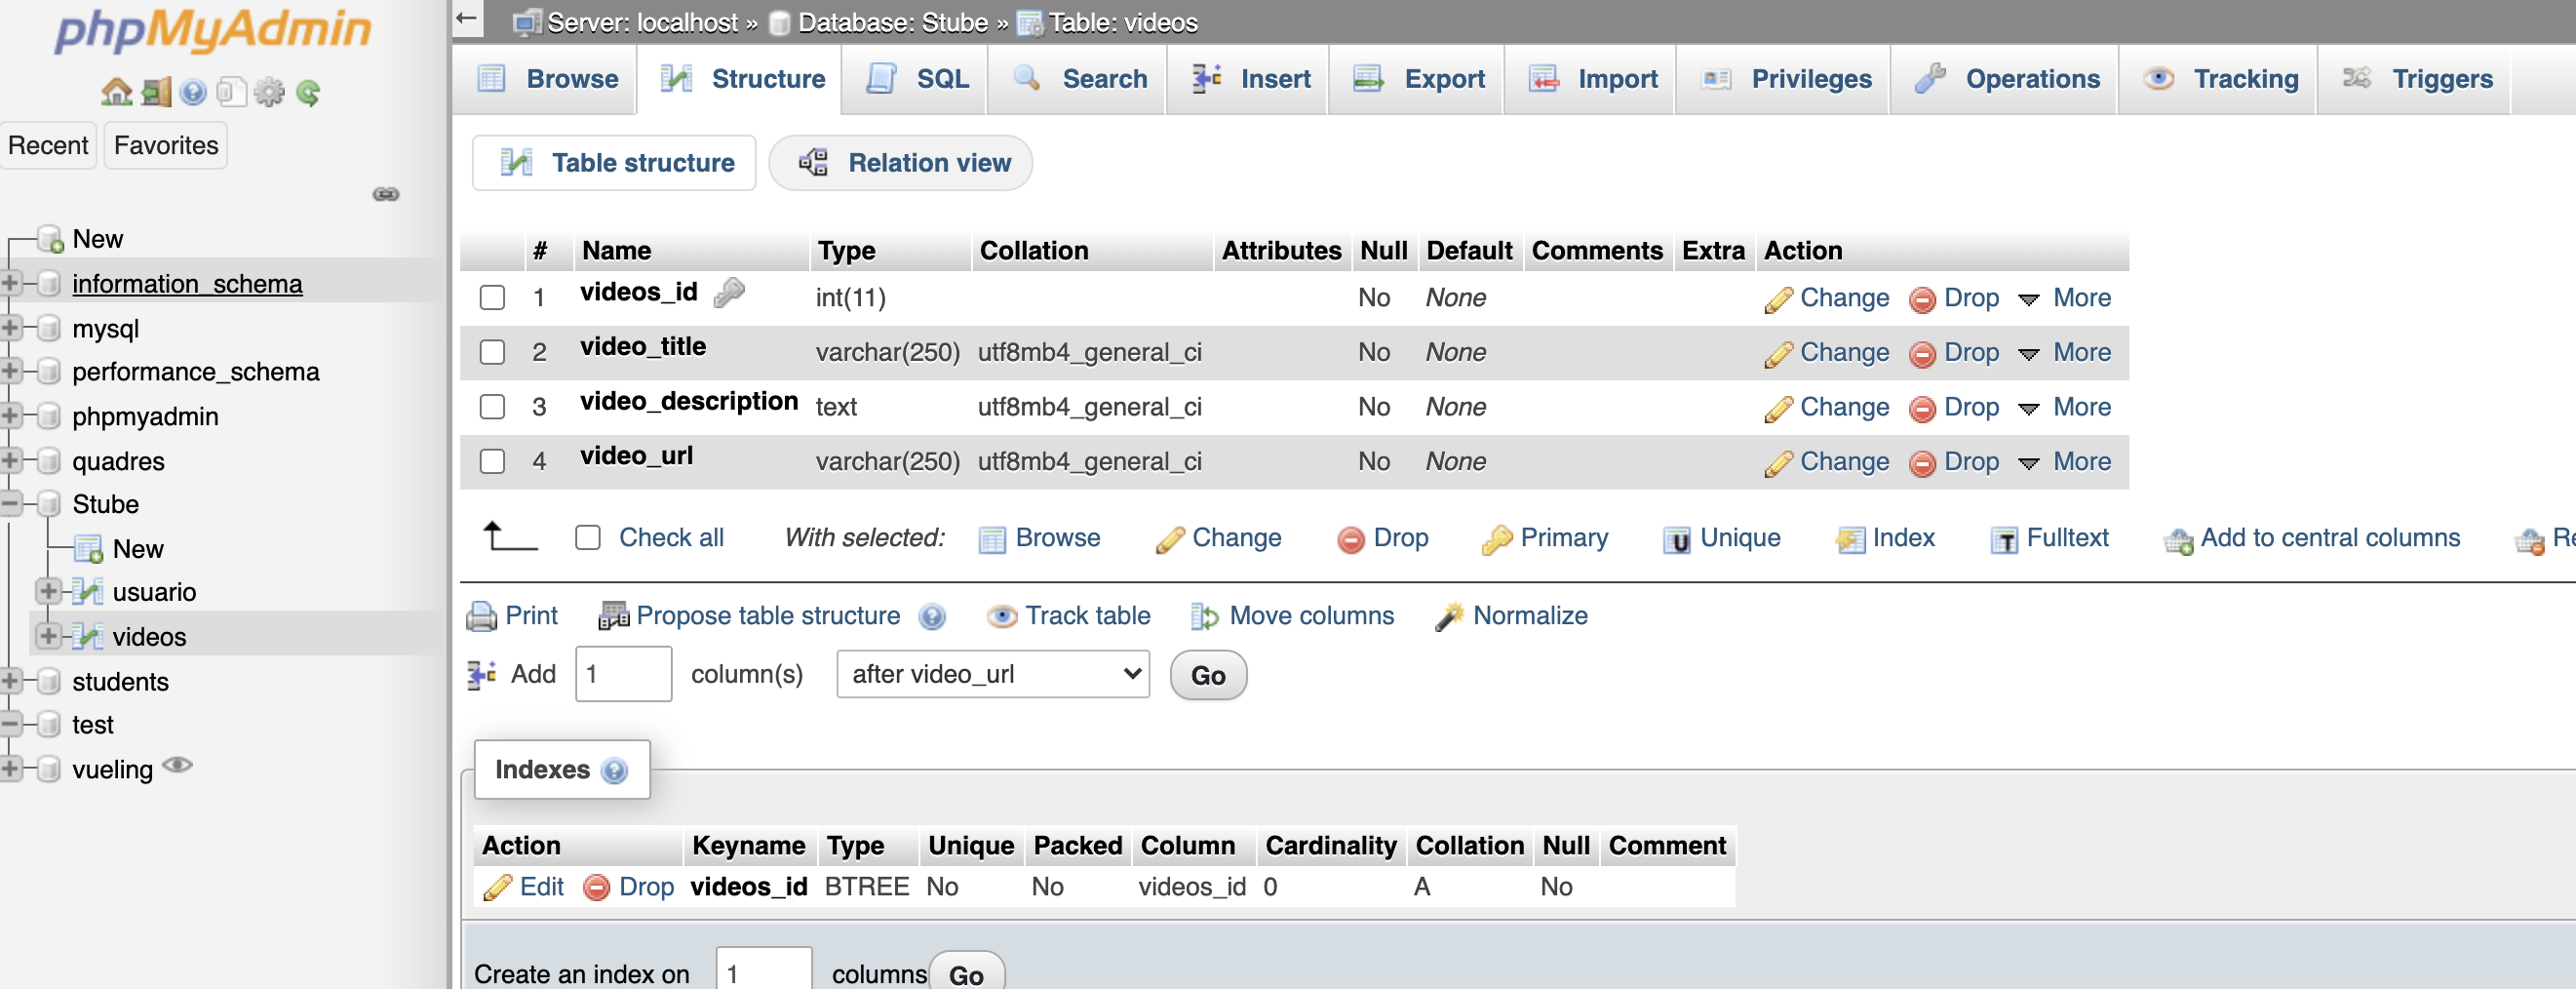 phpMyAdmin
Recent Favorites
New
information_schema
mysql
performance_schema
phpmyadmin
quadres
Stube
New
usuario
videos
students
test
vueling
Server: localhost » Database: Stube » Table: videos
Browse Structure SQL Search Insert Export Import Privileges Operations Tracking Triggers
Table structure Relation view
# Name Type Collation Attributes Null Default Comments Extra Action
1 videos_id int(11) No None Change Drop More
2 video_title varchar(250) utf8mb4_general_ci No None Change Drop More
3 video_description text utf8mb4_general_ci No None Change Drop More
4 video_url varchar(250) utf8mb4_general_ci No None Change Drop More
Check all With selected: Browse Change Drop Primary Unique Index Fulltext Add to central columns
Print Propose table structure Track table Move columns Normalize
Add 1 column(s) after video_url Go
Indexes
Action Keyname Type Unique Packed Column Cardinality Collation Null Comment
Edit Drop videos_id BTREE No No videos_id 0 A No
Create an index on 1 columns Go